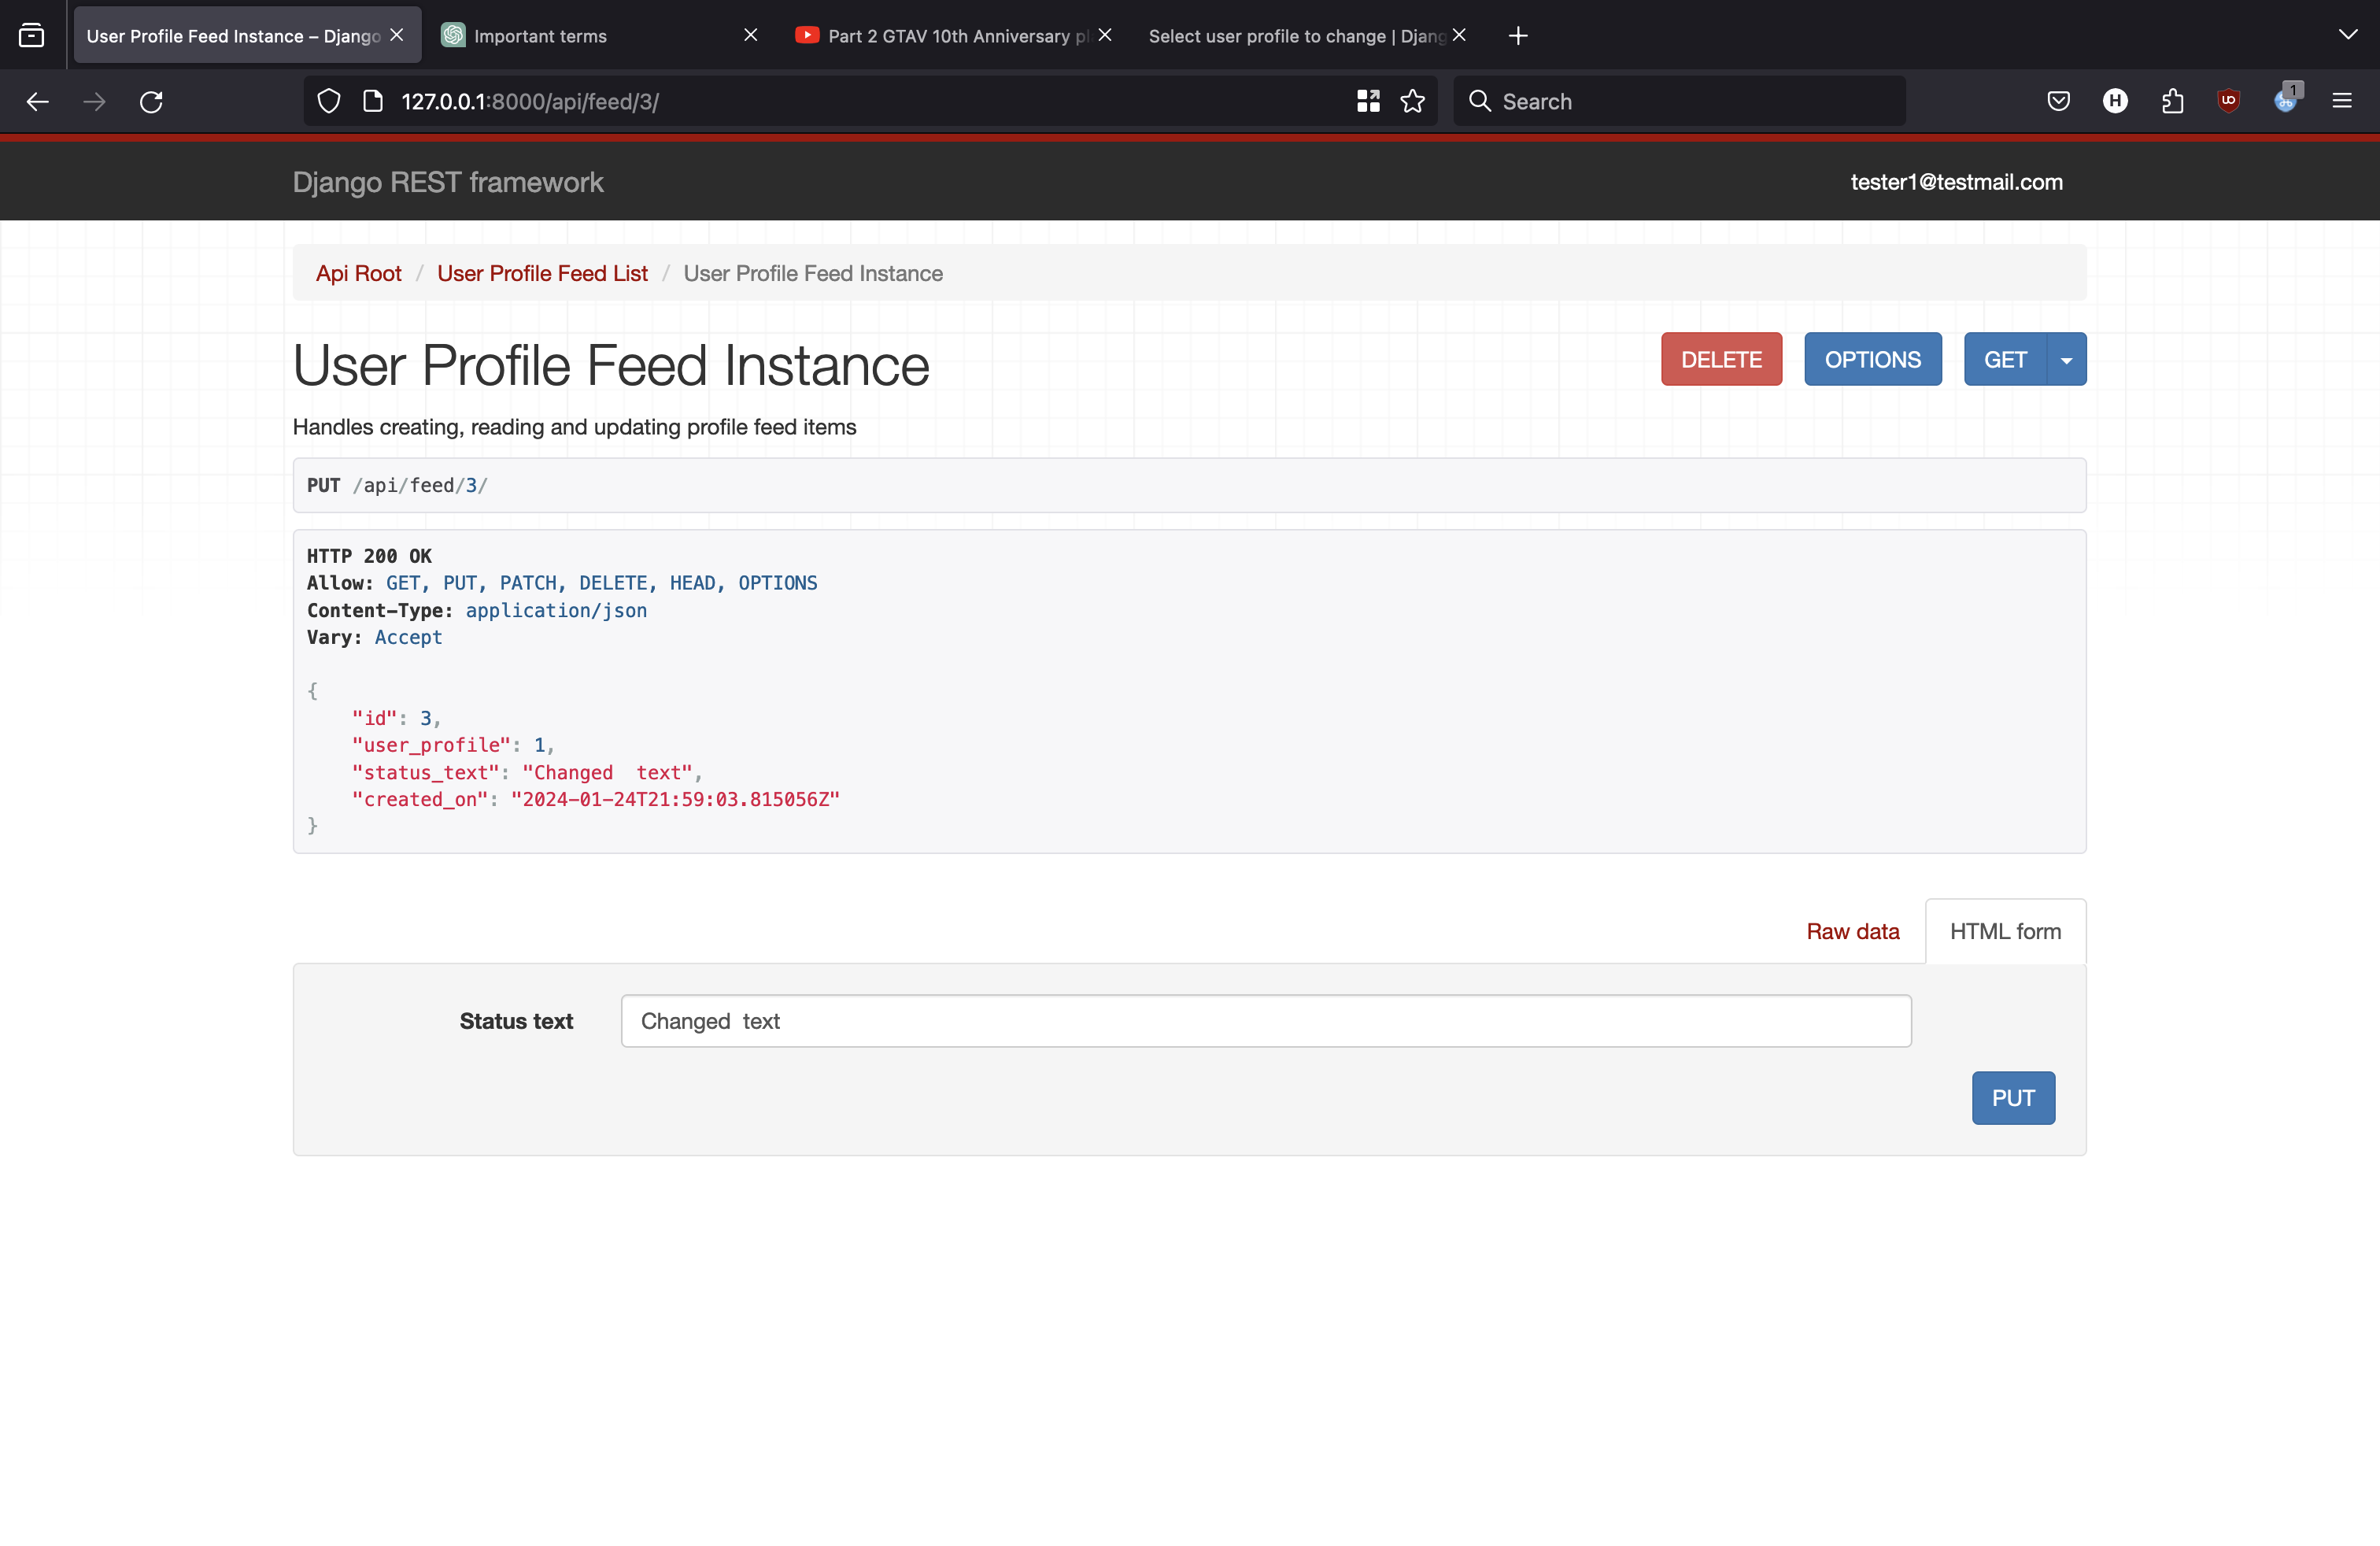 User Profile Feed Instance – Django
Important terms
Part 2 GTAV 10th Anniversary pl
Select user profile to change | Djang
127.0.0.1:8000/api/feed/3/
Search
H
UO
1
Django REST framework
tester1@testmail.com
Api Root / User Profile Feed List / User Profile Feed Instance
User Profile Feed Instance
DELETE
OPTIONS
GET
Handles creating, reading and updating profile feed items
PUT /api/feed/3/
HTTP 200 OK
Allow: GET, PUT, PATCH, DELETE, HEAD, OPTIONS
Content-Type: application/json
Vary: Accept
{
    "id": 3,
    "user_profile": 1,
    "status_text": "Changed  text",
    "created_on": "2024-01-24T21:59:03.815056Z"
}
Raw data
HTML form
Status text
Changed  text
PUT